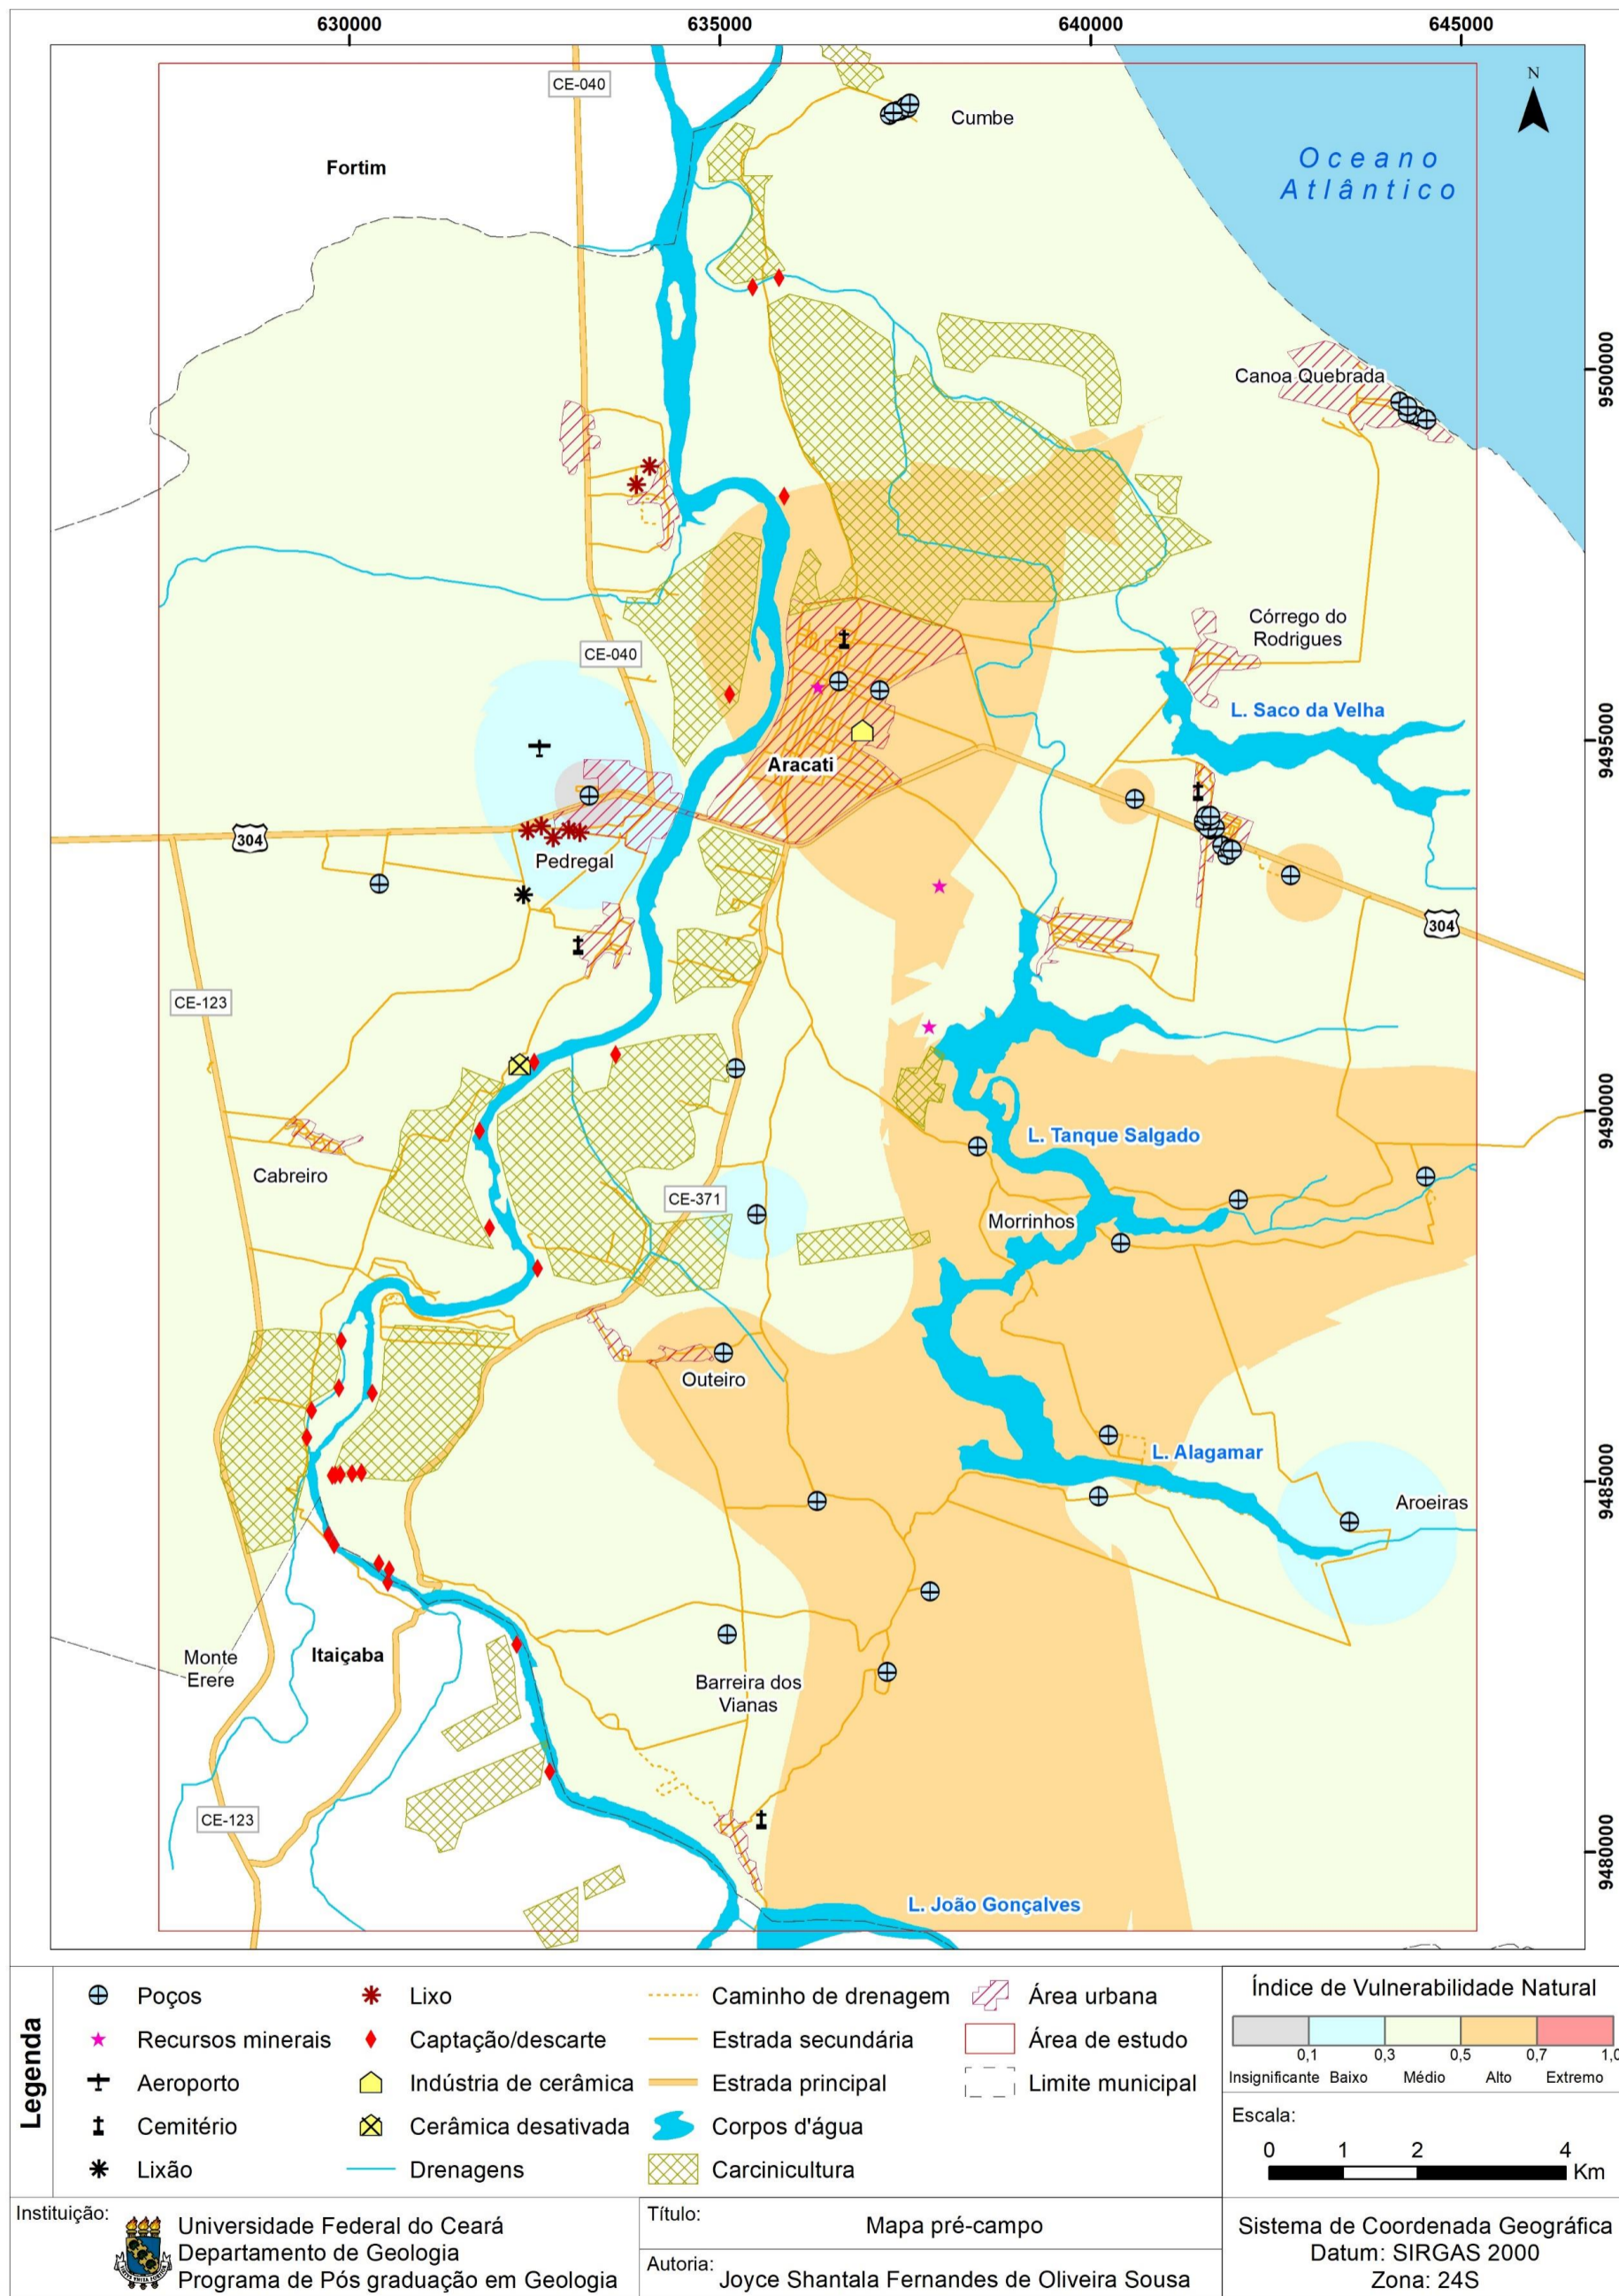 630000
635000
640000
645000
CE-040
Cumbe
N
Oceano
Atlântico
Fortim
9500000
Canoa Quebrada
Córrego do
Rodrigues
CE-040
L. Saco da Velha
9495000
Aracati
304
Pedregal
304
CE-123
9490000
L. Tanque Salgado
Cabreiro
CE-371
Morrinhos
Outeiro
L. Alagamar
9485000
Aroeiras
Monte
Erere
Itaiçaba
Barreira dos
Vianas
CE-123
9480000
L. João Gonçalves
Legenda
Poços
Recursos minerais
Aeroporto
Cemitério
Lixão
Lixo
Captação/descarte
Indústria de cerâmica
Cerâmica desativada
Drenagens
Caminho de drenagem
Estrada secundária
Estrada principal
Corpos d'água
Carcinicultura
Área urbana
Área de estudo
Limite municipal
Índice de Vulnerabilidade Natural
0,1 0,3 0,5 0,7 1,0
Insignificante Baixo Médio Alto Extremo
Escala:
0 1 2 4
Km
Instituição:
Universidade Federal do Ceará
Departamento de Geologia
Programa de Pós graduação em Geologia
Título:
Mapa pré-campo
Autoria:
Joyce Shantala Fernandes de Oliveira Sousa
Sistema de Coordenada Geográfica
Datum: SIRGAS 2000
Zona: 24S